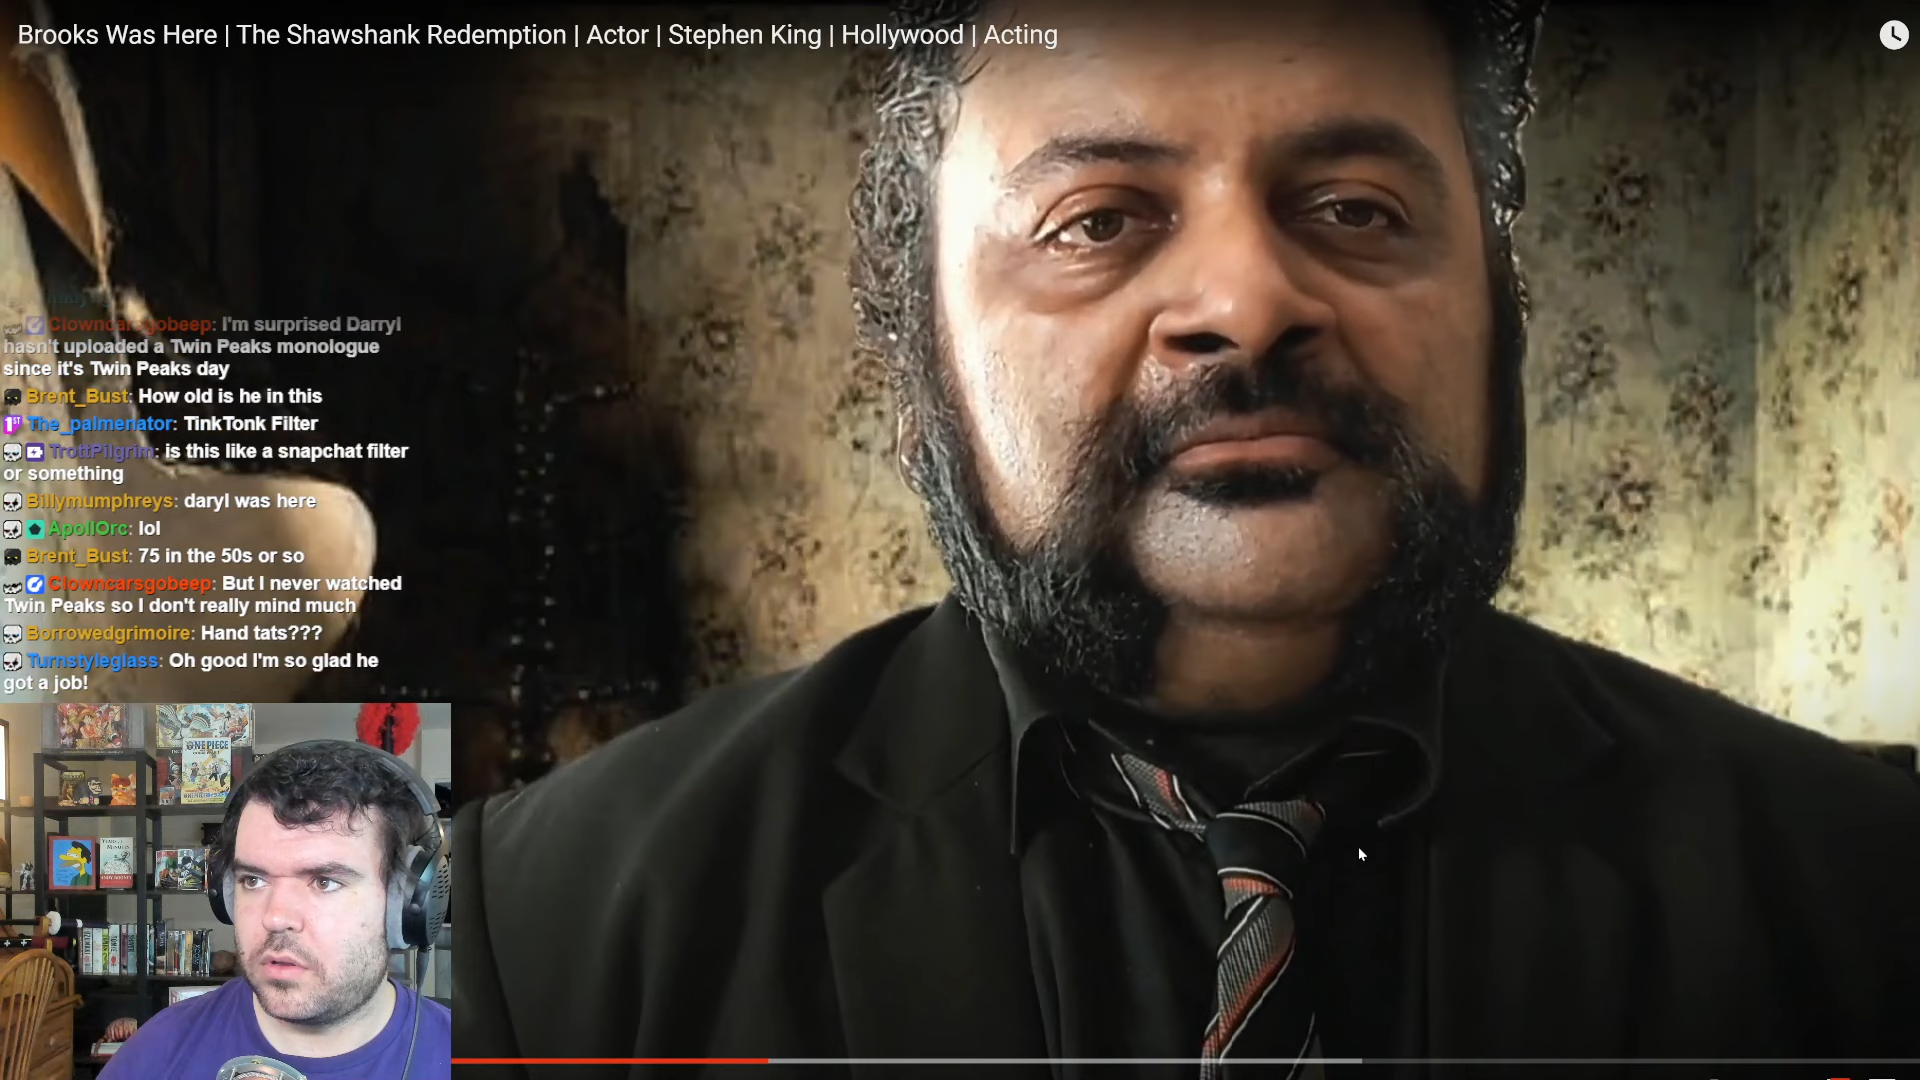 Brooks Was Here | The Shawshank Redemption | Actor | Stephen King | Hollywood | Acting
Clowncarsgobeep: I'm surprised Darryl
hasn't uploaded a Twin Peaks monologue
since it's Twin Peaks day
Brent_Bust: How old is he in this
1ST The_palmenator: TinkTonk Filter
TrottPilgrim: is this like a snapchat filter
or something
Billymumphreys: daryl was here
ApollOrc: lol
Brent_Bust: 75 in the 50s or so
Clowncarsgobeep: But I never watched
Twin Peaks so I don't really mind much
Borrowedgrimoire: Hand tats???
Turnstyleglass: Oh good I'm so glad he
got a job!
ONE PIECE